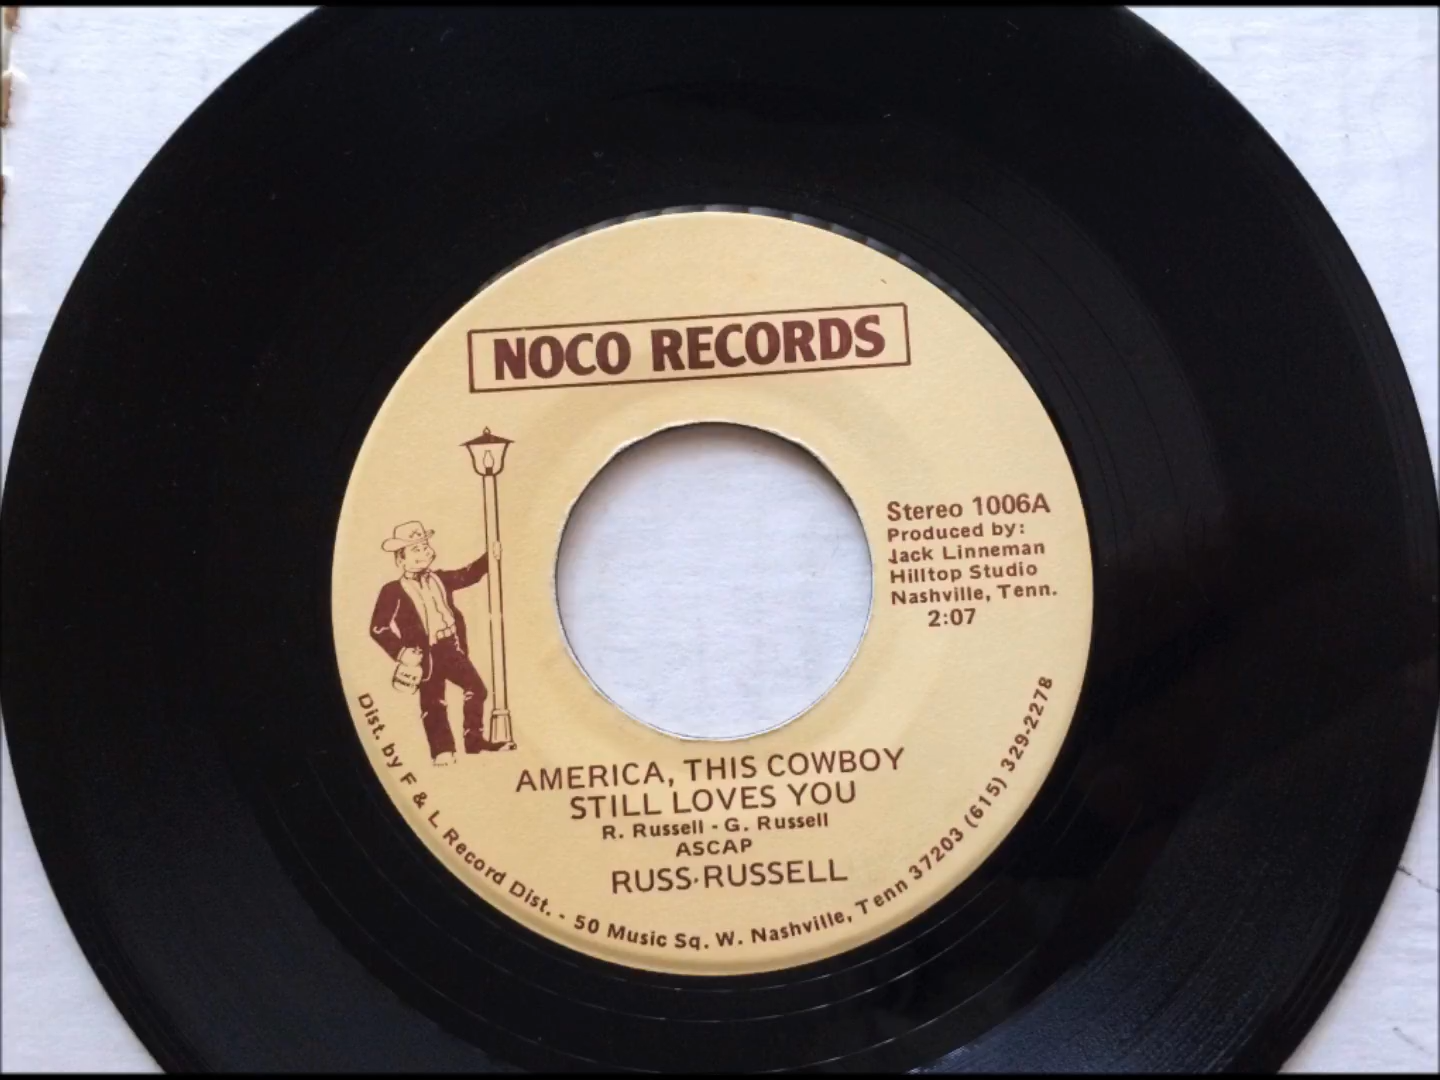 NOCO RECORDS
Stereo 1006A
Produced by:
Jack Linneman
Hilltop Studio
Nashville, Tenn.
2:07
AMERICA, THIS COWBOY
STILL LOVES YOU
R. Russell - G. Russell
ASCAP
RUSS·RUSSELL
Dist. by F & L Record Dist. - 50 Music Sq. W. Nashville, Tenn 37203 (615) 329-2278